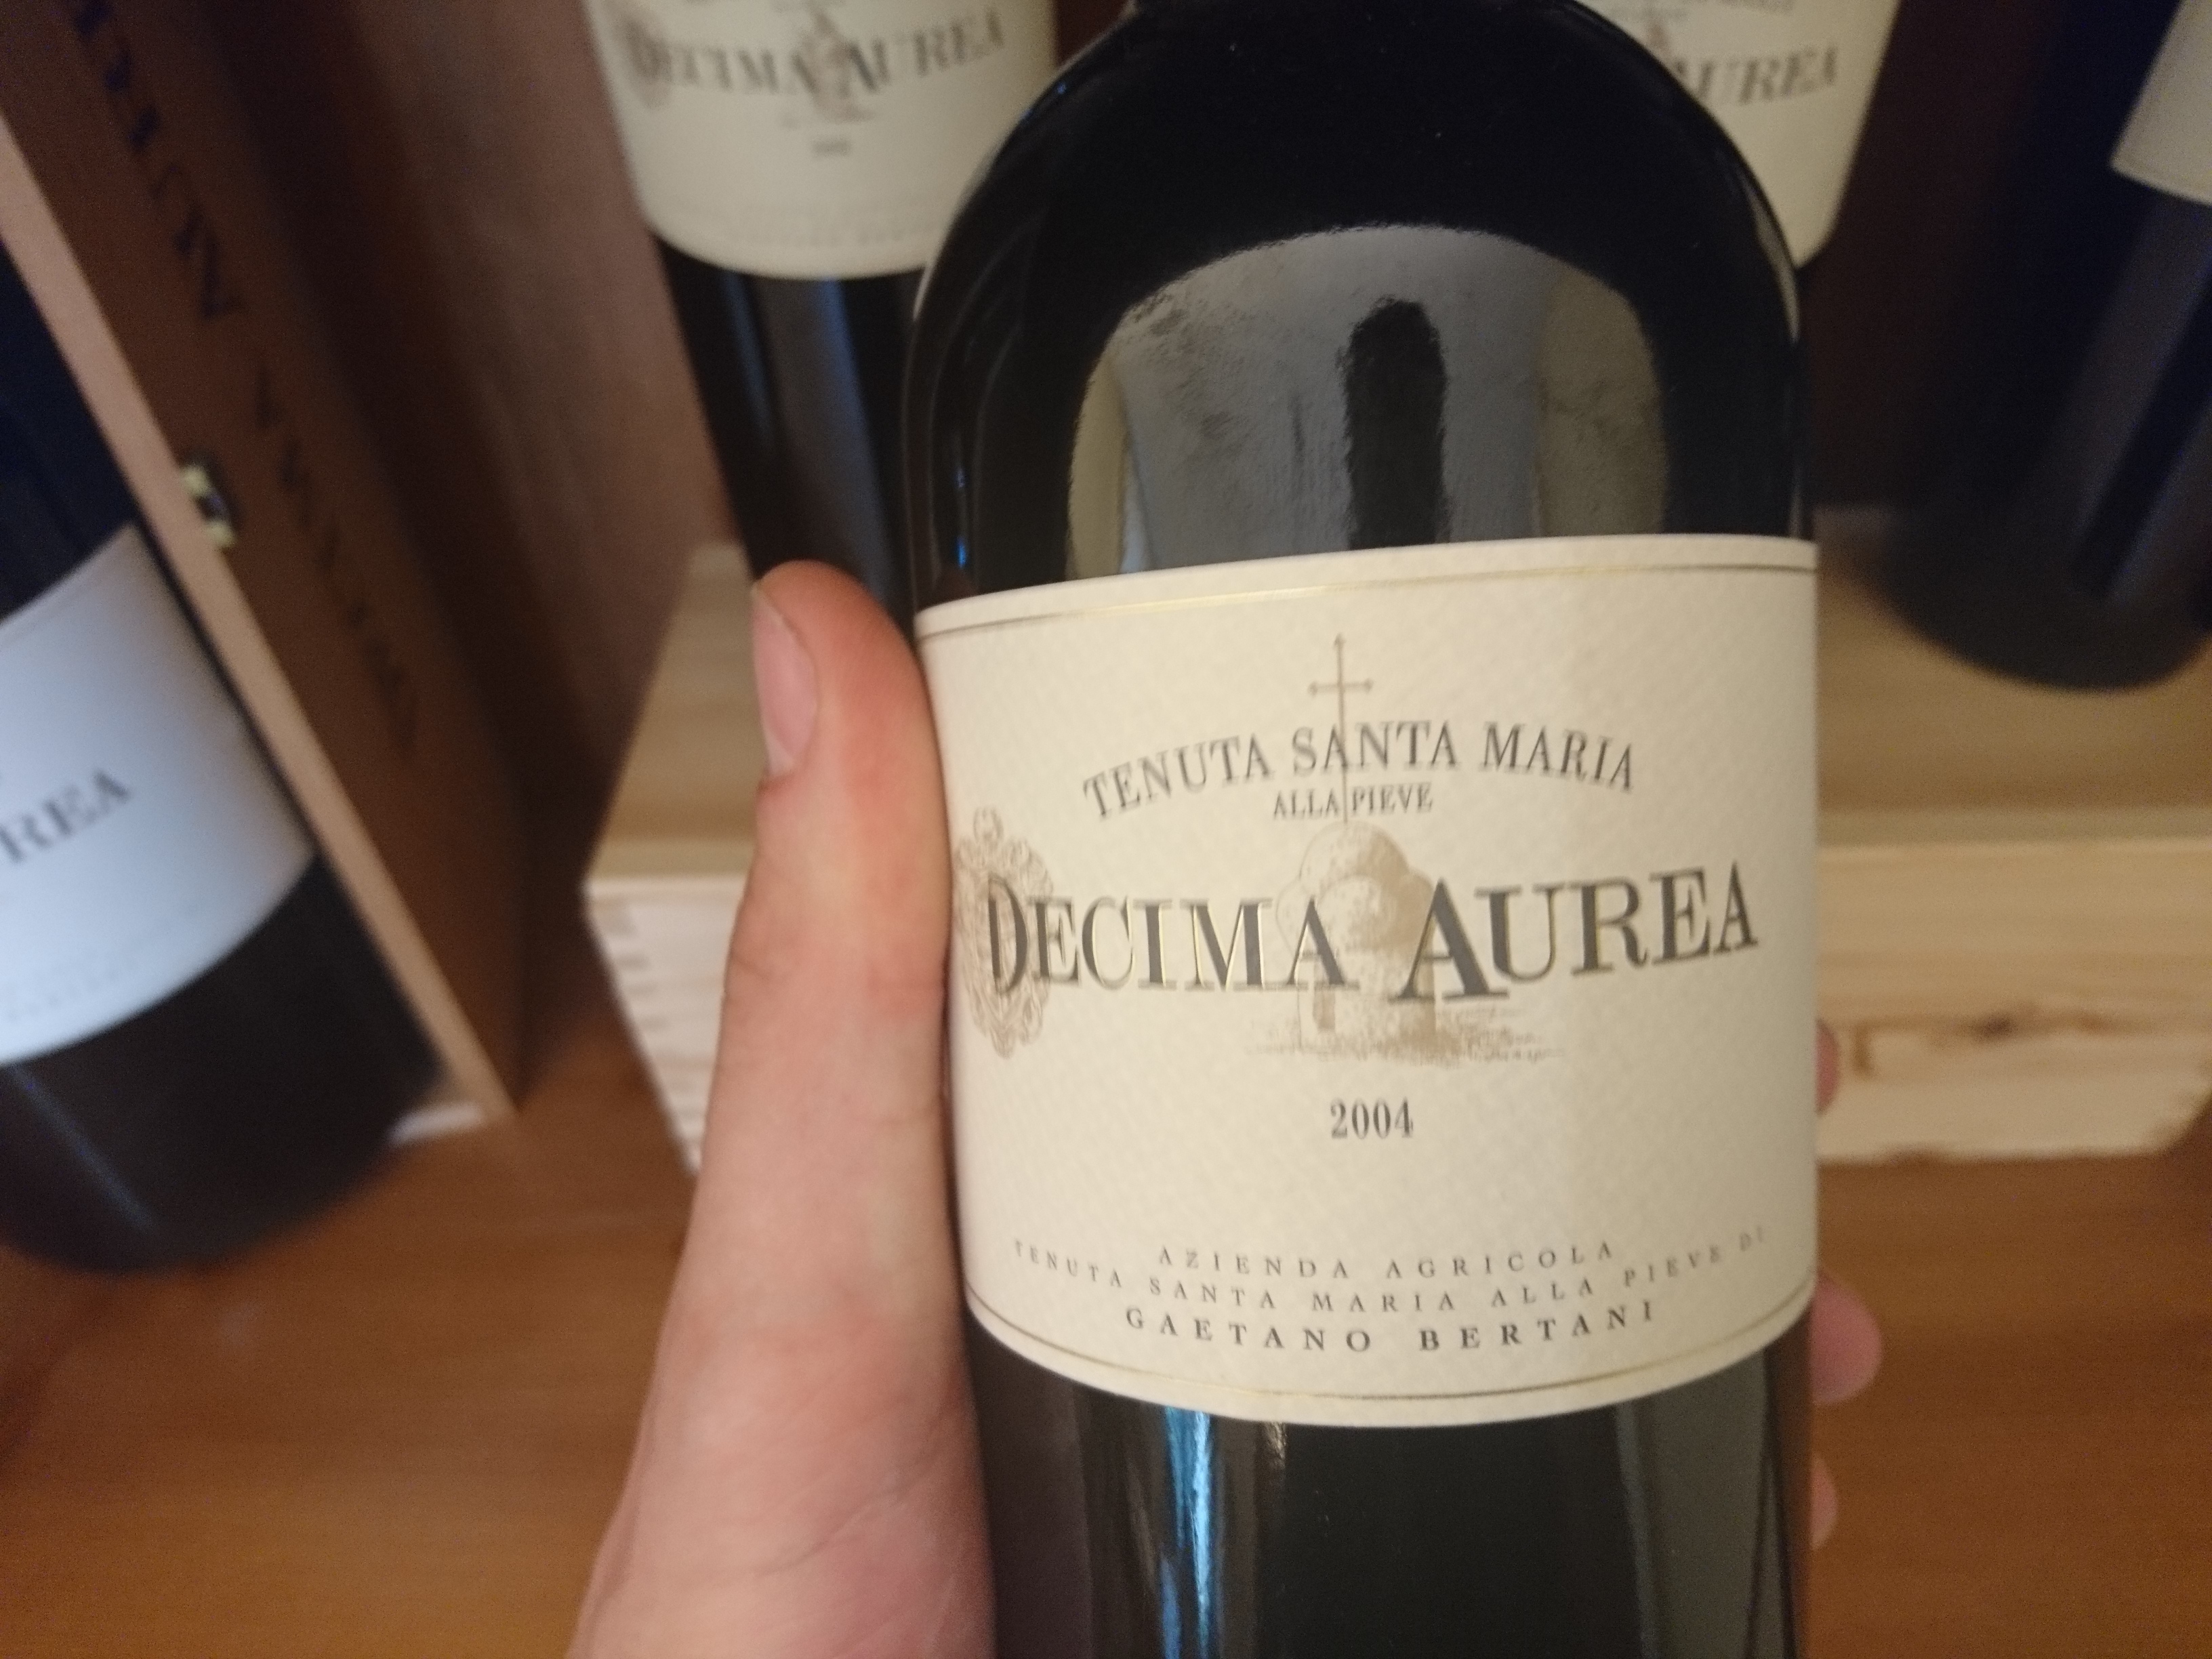 DECIMA AUREA
AUREA
REA
TENUTA SANTA MARIA
ALLA PIEVE
DECIMA AUREA
2004
AZIENDA AGRICOLA
TENUTA SANTA MARIA ALLA PIEVE DI
GAETANO BERTANI